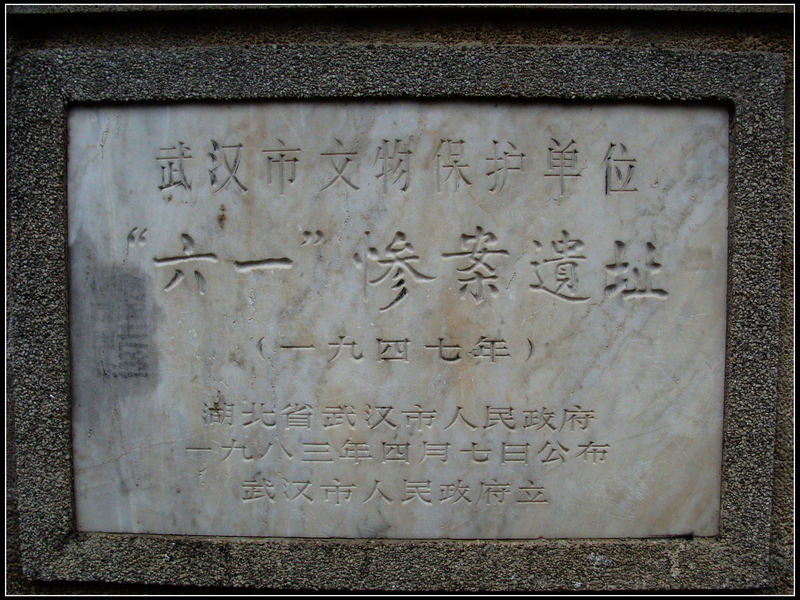 武汉市文物保护单位
“六一”惨案遗址
（一九四七年）
湖北省武汉市人民政府
一九八三年四月七日公布
武汉市人民政府立